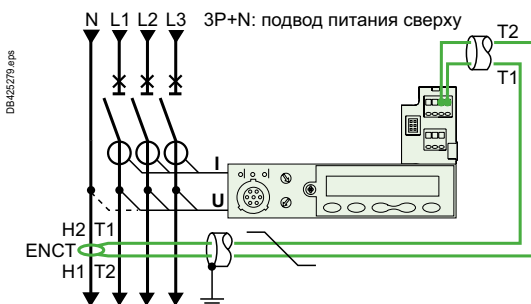 N L1 L2 L3 3P+N: подвод питания сверху
T2
T1
DB425279.eps
I
U
H2 T1
ENCT
H1 T2